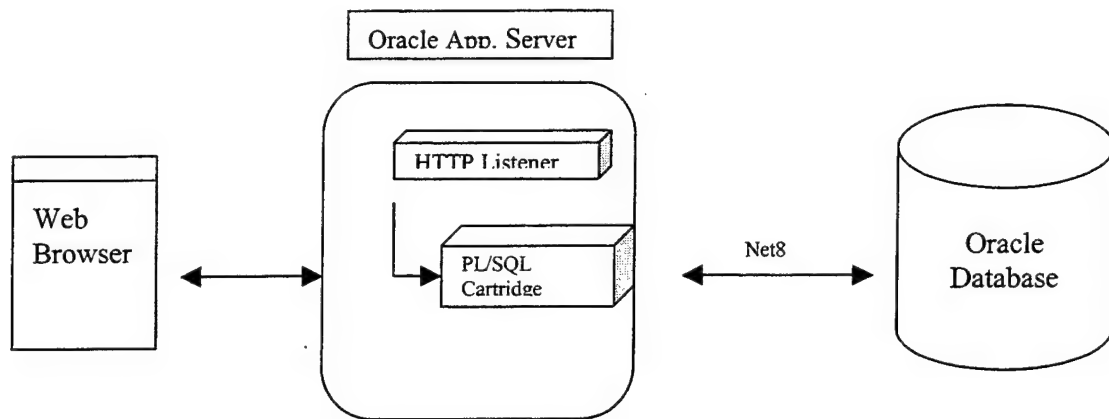 Oracle App. Server
HTTP Listener
Web
Browser
PL/SQL
Cartridge
Net8
Oracle
Database